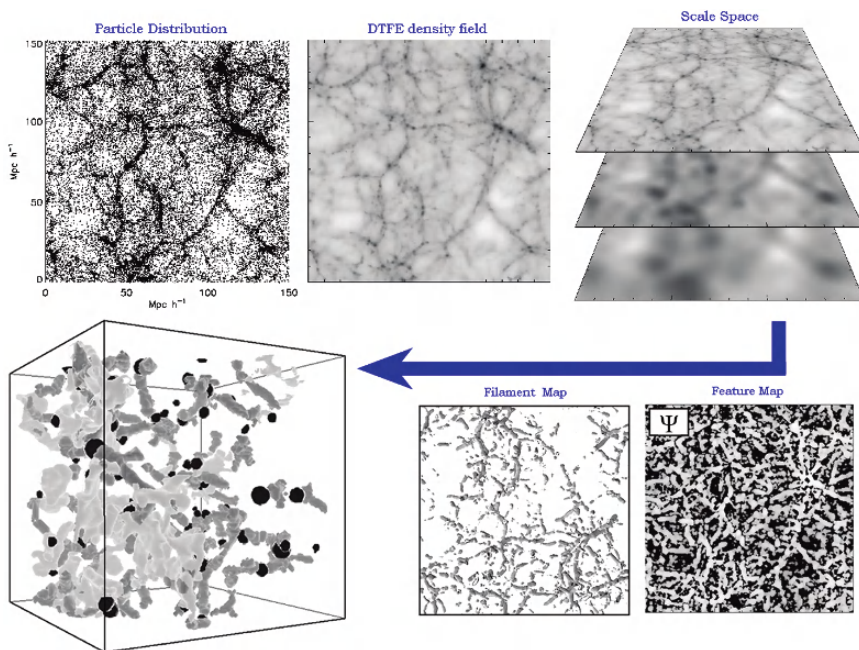 Particle Distribution
DTFE density field
Scale Space
150
100
50
0
Mpc h⁻¹
0 50 100 150
Mpc h⁻¹
Filament Map
Feature Map
Ψ